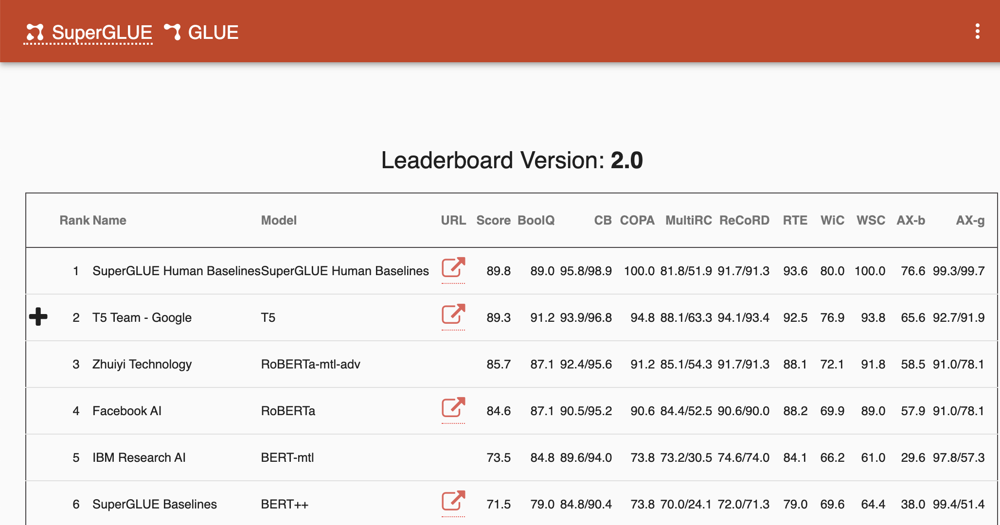 SuperGLUE GLUE
Leaderboard Version: 2.0
Rank Name Model URL Score BoolQ CB COPA MultiRC ReCoRD RTE WiC WSC AX-b AX-g
1 SuperGLUE Human Baselines SuperGLUE Human Baselines 89.8 89.0 95.8/98.9 100.0 81.8/51.9 91.7/91.3 93.6 80.0 100.0 76.6 99.3/99.7
2 T5 Team - Google T5 89.3 91.2 93.9/96.8 94.8 88.1/63.3 94.1/93.4 92.5 76.9 93.8 65.6 92.7/91.9
3 Zhuiyi Technology RoBERTa-mtl-adv 85.7 87.1 92.4/95.6 91.2 85.1/54.3 91.7/91.3 88.1 72.1 91.8 58.5 91.0/78.1
4 Facebook AI RoBERTa 84.6 87.1 90.5/95.2 90.6 84.4/52.5 90.6/90.0 88.2 69.9 89.0 57.9 91.0/78.1
5 IBM Research AI BERT-mtl 73.5 84.8 89.6/94.0 73.8 73.2/30.5 74.6/74.0 84.1 66.2 61.0 29.6 97.8/57.3
6 SuperGLUE Baselines BERT++ 71.5 79.0 84.8/90.4 73.8 70.0/24.1 72.0/71.3 79.0 69.6 64.4 38.0 99.4/51.4